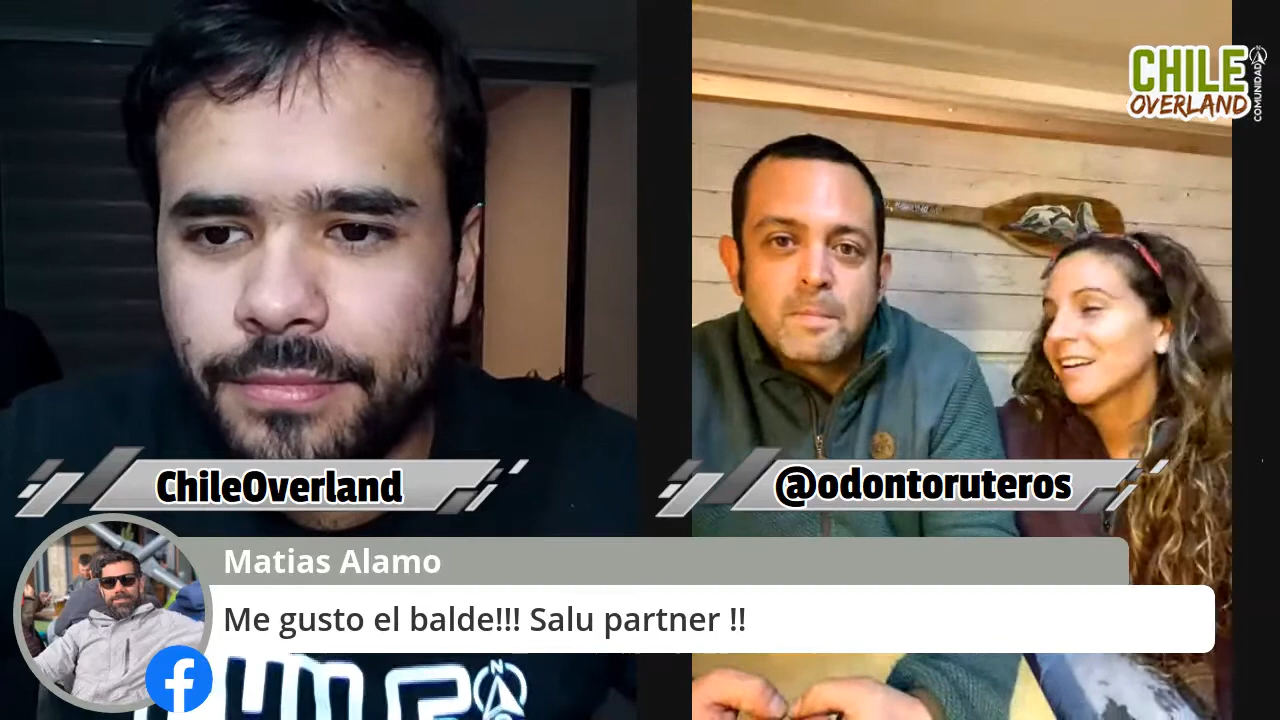 CHILE
OVERLAND
COMUNIDAD
ChileOverland
@odontoruteros
Matias Alamo
Me gusto el balde!!! Salu partner !!
N